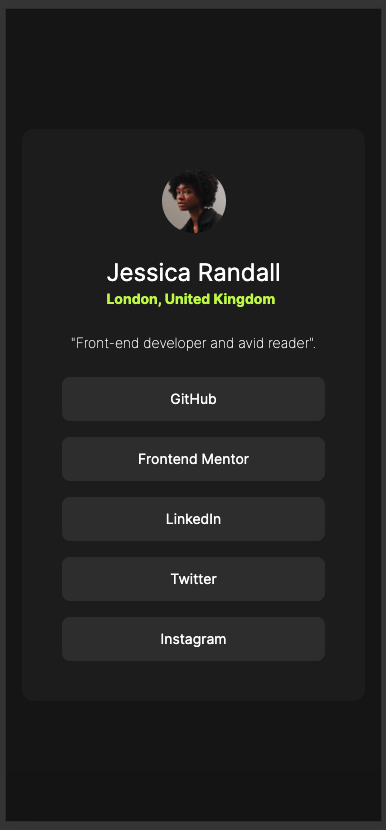 Jessica Randall
London, United Kingdom
"Front-end developer and avid reader".
GitHub
Frontend Mentor
LinkedIn
Twitter
Instagram